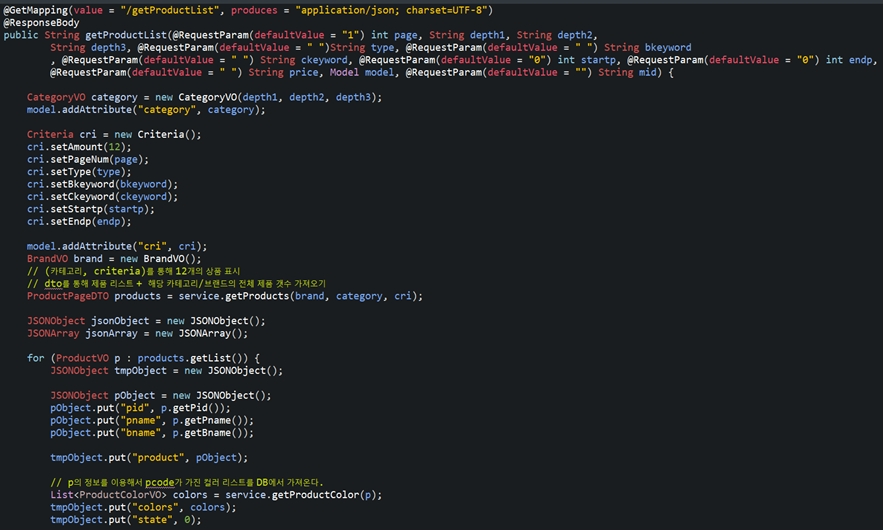 @GetMapping(value = "/getProductList", produces = "application/json; charset=UTF-8")
@ResponseBody
public String getProductList(@RequestParam(defaultValue = "1") int page, String depth1, String depth2,
String depth3, @RequestParam(defaultValue = " ")String type, @RequestParam(defaultValue = " ") String bkeyword
, @RequestParam(defaultValue = " ") String ckeyword, @RequestParam(defaultValue = "0") int startp, @RequestParam(defaultValue = "0") int endp,
@RequestParam(defaultValue = " ") String price, Model model, @RequestParam(defaultValue = "") String mid) {
CategoryVO category = new CategoryVO(depth1, depth2, depth3);
model.addAttribute("category", category);
Criteria cri = new Criteria();
cri.setAmount(12);
cri.setPageNum(page);
cri.setType(type);
cri.setBkeyword(bkeyword);
cri.setCkeyword(ckeyword);
cri.setStartp(startp);
cri.setEndp(endp);
model.addAttribute("cri", cri);
BrandVO brand = new BrandVO();
// (카테고리, criteria)를 통해 12개의 상품 표시
// dto를 통해 제품 리스트 + 해당 카테고리/브랜드의 전체 제품 갯수 가져오기
ProductPageDTO products = service.getProducts(brand, category, cri);
JSONObject jsonObject = new JSONObject();
JSONArray jsonArray = new JSONArray();
for (ProductVO p : products.getList()) {
JSONObject tmpObject = new JSONObject();
JSONObject pObject = new JSONObject();
pObject.put("pid", p.getPid());
pObject.put("pname", p.getPname());
pObject.put("bname", p.getBname());
tmpObject.put("product", pObject);
// p의 정보를 이용해서 pcode가 가진 컬러 리스트를 DB에서 가져온다.
List<ProductColorVO> colors = service.getProductColor(p);
tmpObject.put("colors", colors);
tmpObject.put("state", 0);